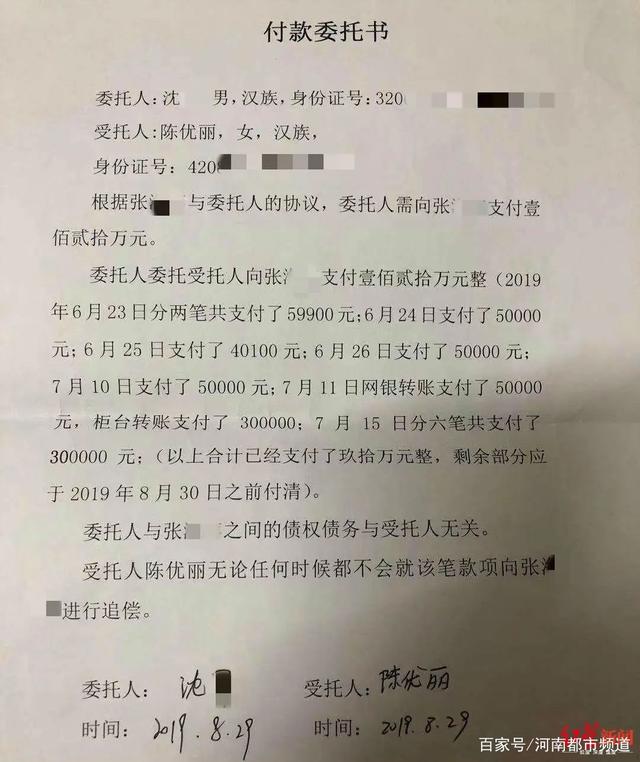 付款委托书
委托人:沈 男,汉族,身份证号:320
受托人:陈优丽,女,汉族,
身份证号:420
根据张 与委托人的协议,委托人需向张 支付壹
佰贰拾万元。
委托人委托受托人向张 支付壹佰贰拾万元整(2019
年6月23日分两笔共支付了59900元;6月24日支付了50000
元;6月25日支付了40100元;6月26日支付了50000元;
7月10日支付了50000元;7月11日网银转账支付了50000
元,柜台转账支付了300000;7月15日分六笔共支付了
300000元;(以上合计已经支付了玖拾万元整,剩余部分应
于2019年8月30日之前付清)。
委托人与张 之间的债权债务与受托人无关。
受托人陈优丽无论任何时候都不会就该笔款项向张
进行追偿。
委托人: 沈 受托人: 陈优丽
时间: 2019.8.29 时间: 2019.8.29
红星新闻
百家号/河南都市频道